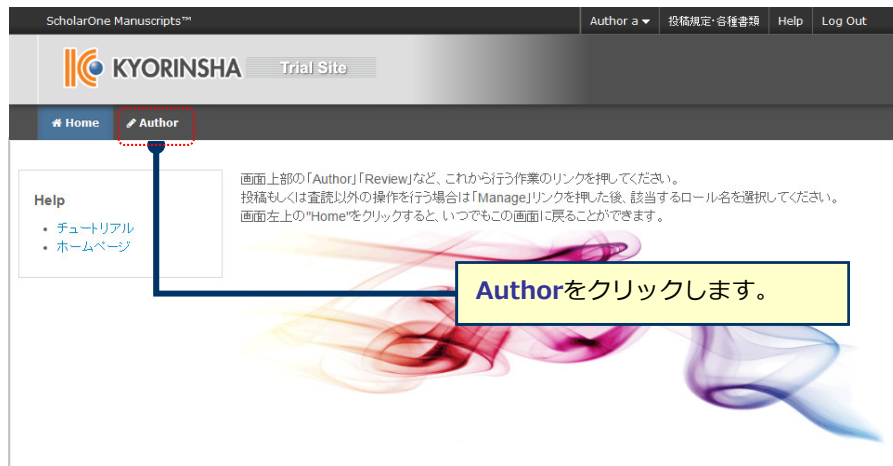 ScholarOne Manuscripts™
Author a 投稿規定・各種書類 Help Log Out
KYORINSHA Trial Site
Home Author
画面上部の「Author」「Review」など、これから行う作業のリンクを押してください。
投稿もしくは査読以外の操作を行う場合は「Manage」リンクを押した後、該当するロール名を選択してください。
画面左上の"Home"をクリックすると、いつでもこの画面に戻ることができます。
Help
チュートリアル
ホームページ
Authorをクリックします。